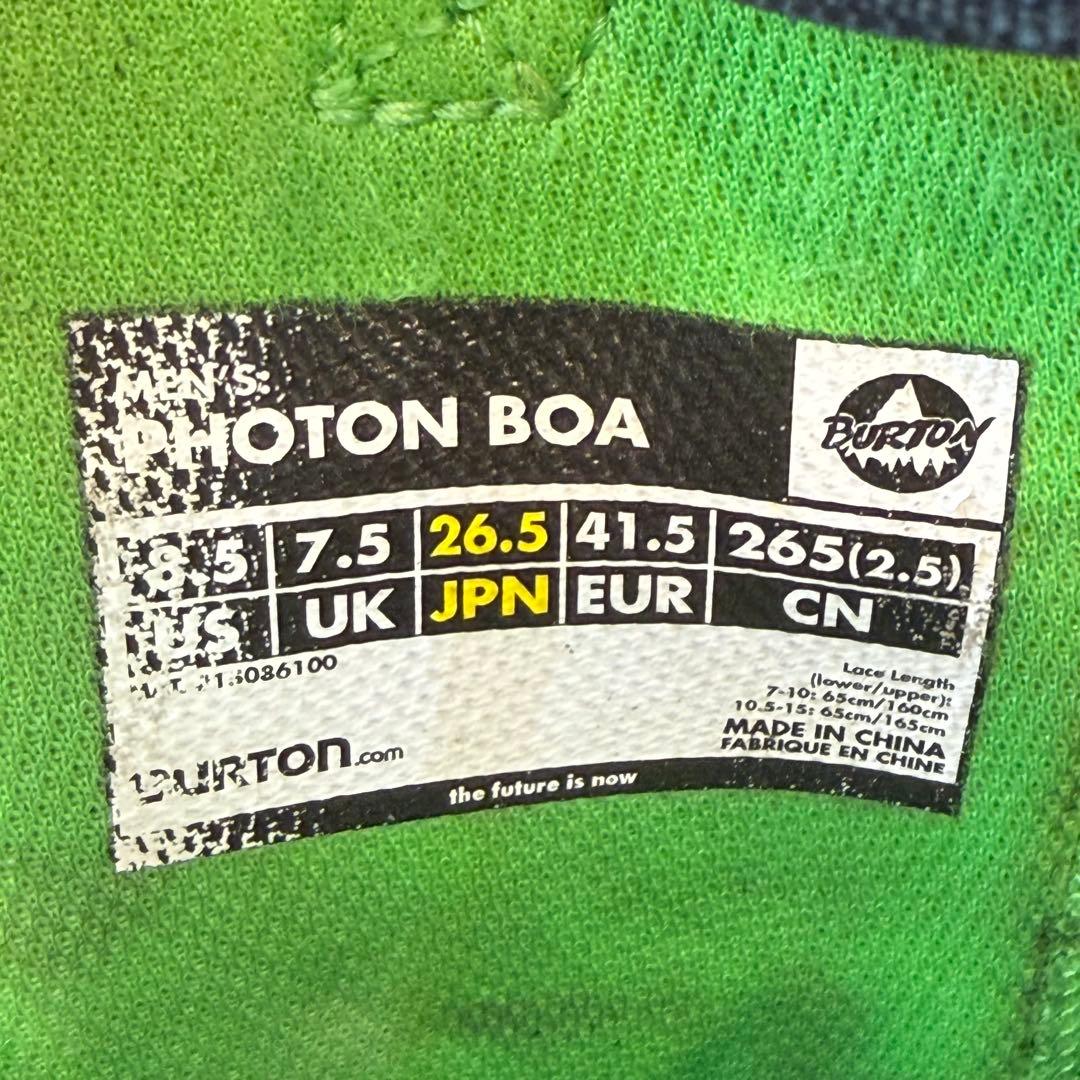 MEN'S
PHOTON BOA
BURTON
8.5 7.5 26.5 41.5 265(2.5)
US UK JPN EUR CN
15086100
Lace Length
(lower/upper):
7-10: 65cm/160cm
10.5-15: 65cm/165cm
MADE IN CHINA
FABRIQUE EN CHINE
BURTON.com
the future is now